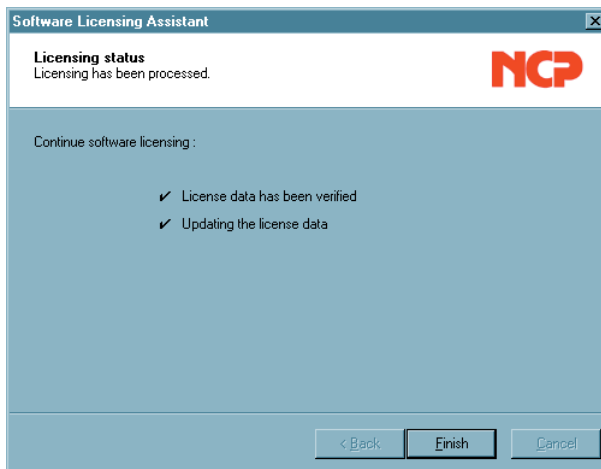 Software Licensing Assistant
Licensing status
Licensing has been processed.
NCP
Continue software licensing :
✔ License data has been verified
✔ Updating the license data
< Back Finish Cancel